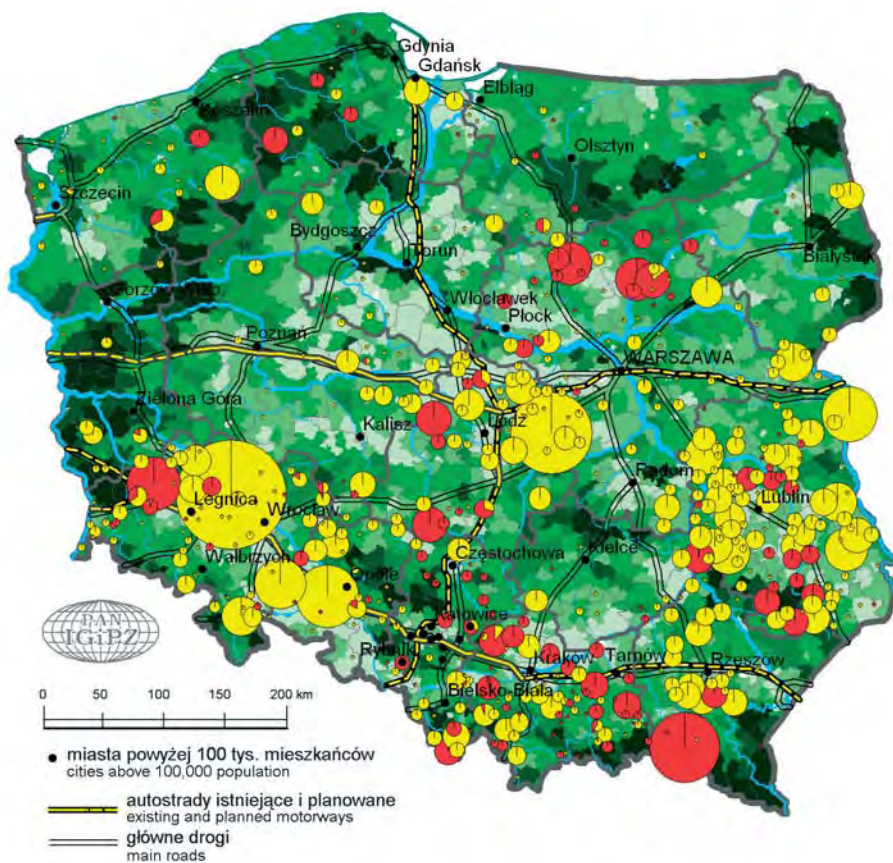 Gdynia
Gdańsk
Elbląg
Koszalin
Olsztyn
Szczecin
Bydgoszcz
Toruń
Białystok
Włocławek
Płock
Poznań
WARSZAWA
Zielona Góra
Kalisz
Łódź
Radom
Legnica
Lublin
Wrocław
Wałbrzych
Częstochowa
Kielce
Opole
PAN
IGiPZ
Katowice
Rybnik
Kraków
Tarnów
Rzeszów
Bielsko-Biała
0 50 100 150 200 km
miasta powyżej 100 tys. mieszkańców
cities above 100,000 population
autostrady istniejące i planowane
existing and planned motorways
główne drogi
main roads